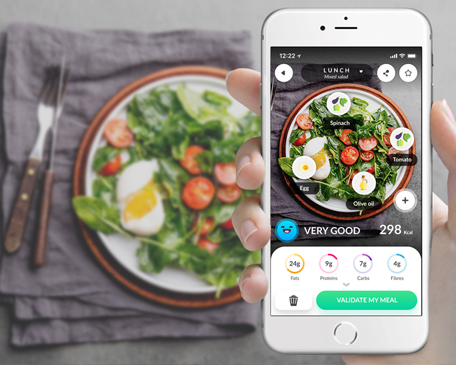 12:22
LUNCH
Mixed salad
Spinach
Tomato
Egg
Olive oil
VERY GOOD 298 Kcal
24g 9g 7g 4g
Fats Proteins Carbs Fibres
VALIDATE MY MEAL